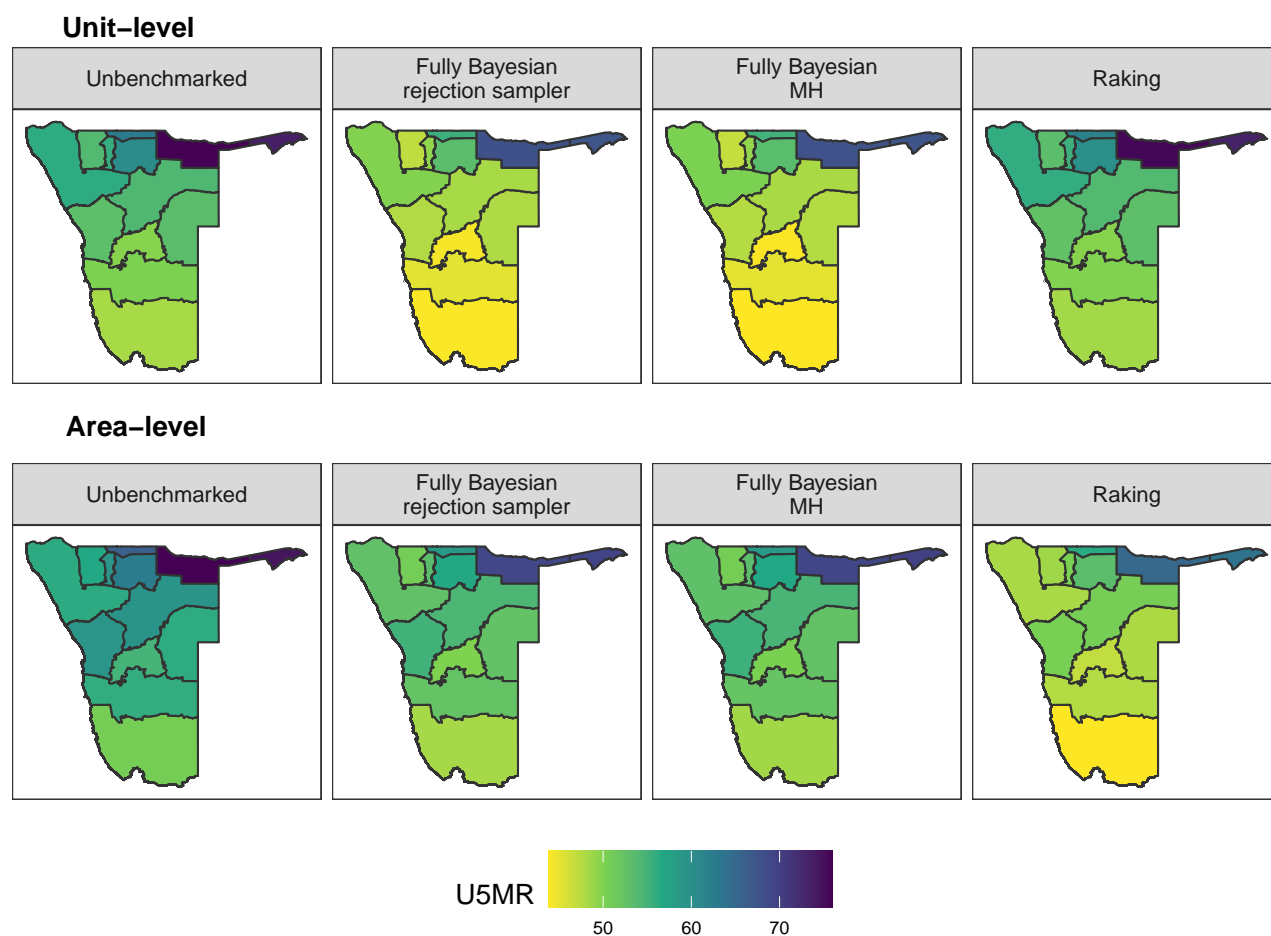 Unit−level
Unbenchmarked
Fully Bayesian
rejection sampler
Fully Bayesian
MH
Raking
Area−level
Unbenchmarked
Fully Bayesian
rejection sampler
Fully Bayesian
MH
Raking
U5MR
50 60 70